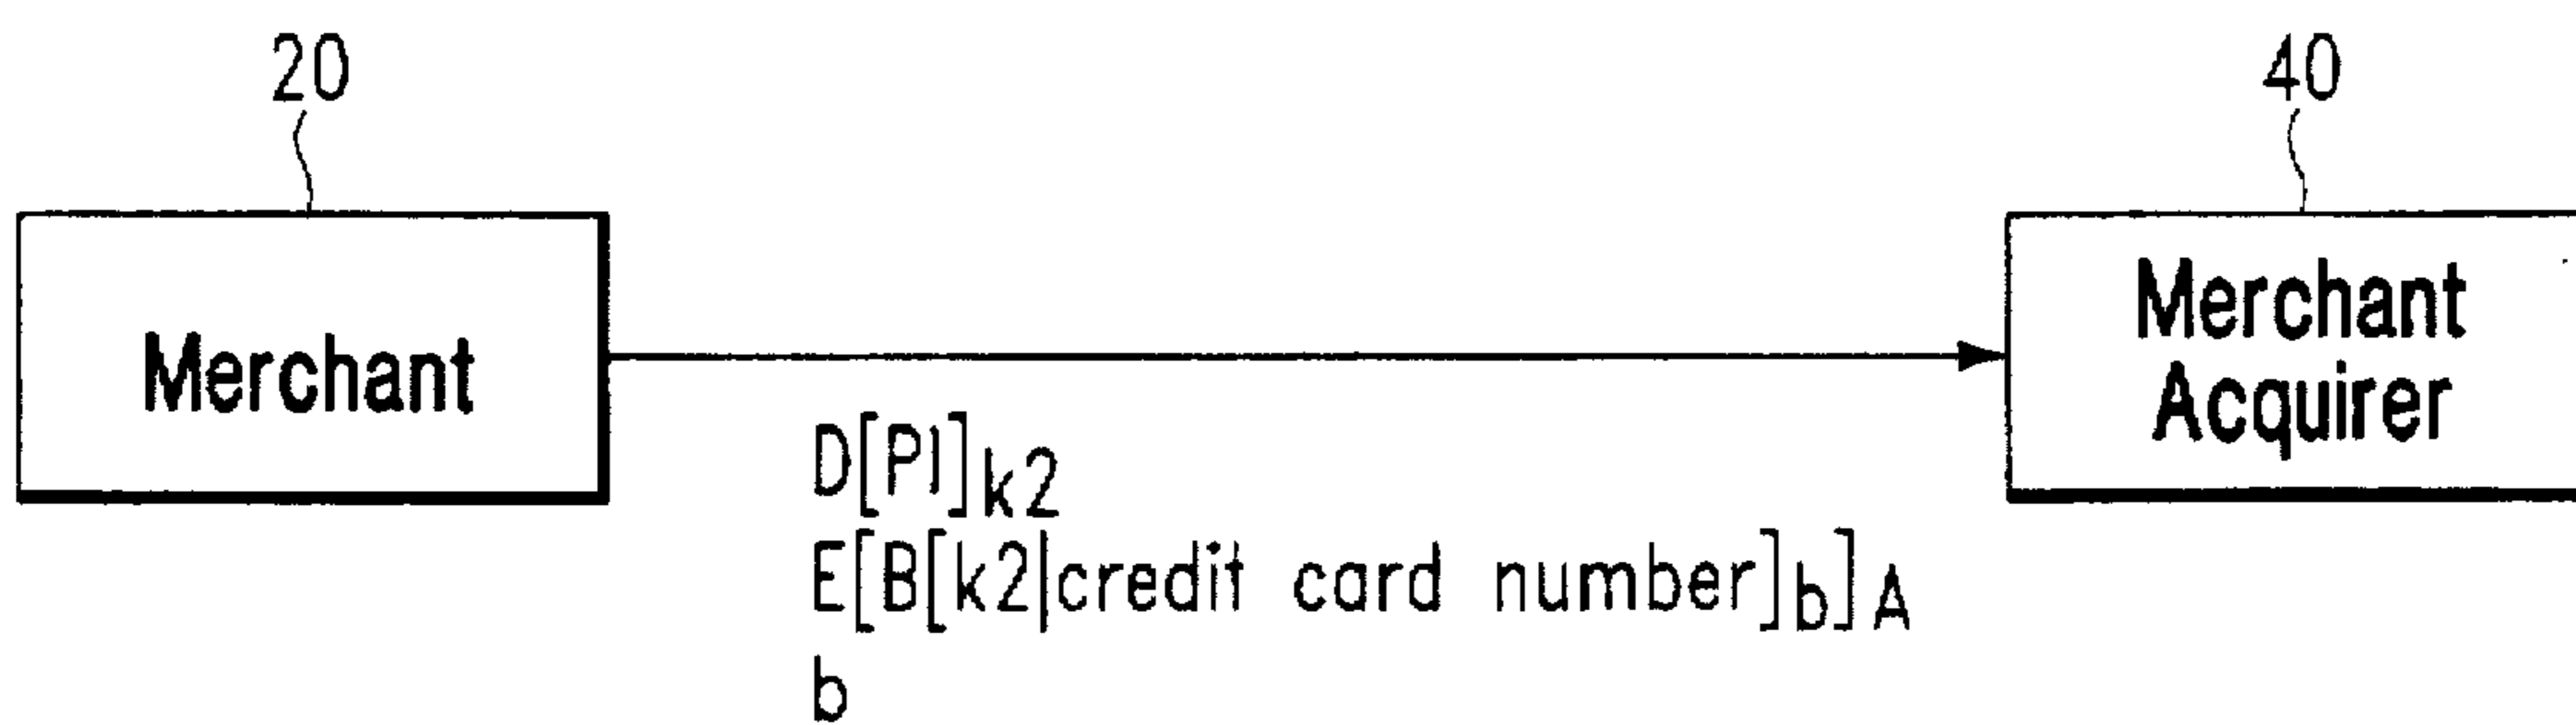 20
40
Merchant
Merchant
Acquirer
D[PI]k2
E[B[k2|credit card number]b]A
b